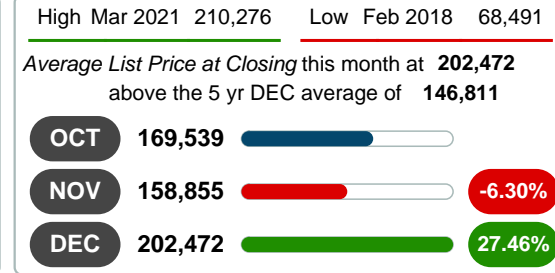 High Mar 2021 210,276 Low Feb 2018 68,491
Average List Price at Closing this month at 202,472
above the 5 yr DEC average of 146,811
OCT 169,539
NOV 158,855 -6.30%
DEC 202,472 27.46%